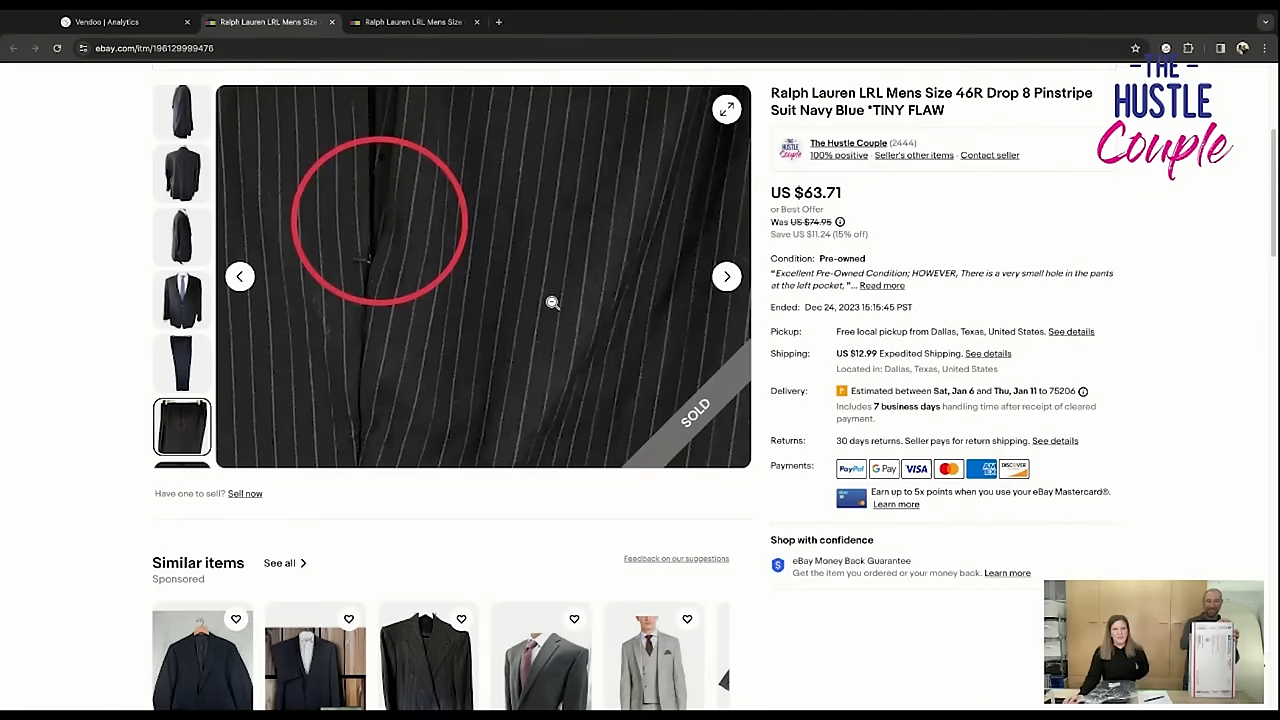 Vendoo | Analytics
Ralph Lauren LRL Mens Size
Ralph Lauren LRL Mens Size
ebay.com/itm/196129999476
THE
HUSTLE
Couple
Ralph Lauren LRL Mens Size 46R Drop 8 Pinstripe
Suit Navy Blue *TINY FLAW
THE HUSTLE
Couple
The Hustle Couple (2444)
100% positive · Seller's other items · Contact seller
US $63.71
or Best Offer
Was US $74.95
Save US $11.24 (15% off)
Condition: Pre-owned
"Excellent Pre-Owned Condition; HOWEVER, There is a very small hole in the pants
at the left pocket, "... Read more
Ended: Dec 24, 2023 15:15:45 PST
Pickup: Free local pickup from Dallas, Texas, United States. See details
Shipping: US $12.99 Expedited Shipping. See details
Located in: Dallas, Texas, United States
Delivery: Estimated between Sat, Jan 6 and Thu, Jan 11 to 75206
Includes 7 business days handling time after receipt of cleared
payment.
Returns: 30 days returns. Seller pays for return shipping. See details
Payments: PayPal G Pay VISA AM EX DISCOVER
Earn up to 5x points when you use your eBay Mastercard®.
Learn more
SOLD
Have one to sell? Sell now
Shop with confidence
eBay Money Back Guarantee
Get the item you ordered or your money back. Learn more
Similar items See all
Feedback on our suggestions
Sponsored